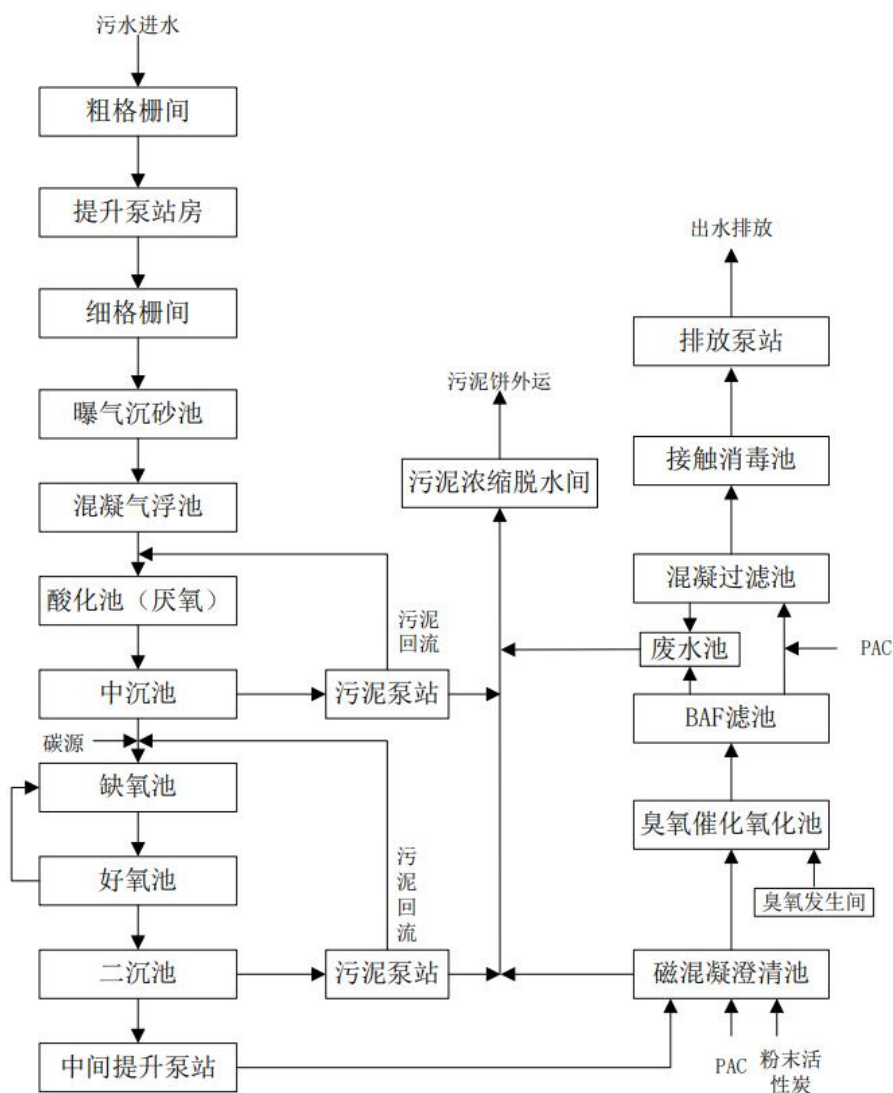 污水进水
粗格栅间
提升泵站房
细格栅间
曝气沉砂池
混凝气浮池
酸化池（厌氧）
中沉池
污泥
回流
污泥泵站
碳源
缺氧池
好氧池
污
泥
回
流
二沉池
污泥泵站
中间提升泵站
污泥饼外运
污泥浓缩脱水间
出水排放
排放泵站
接触消毒池
混凝过滤池
废水池
PAC
BAF滤池
臭氧催化氧化池
臭氧发生间
磁混凝澄清池
PAC
粉末活
性炭